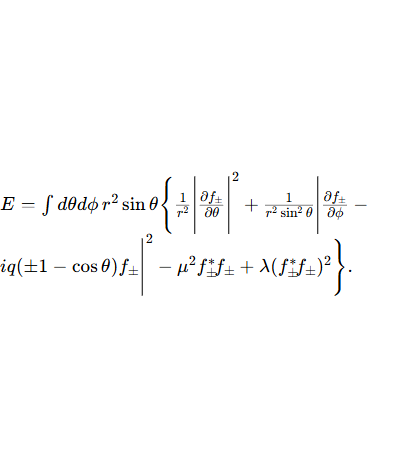 E = ∫ dθdϕ r² sin θ { 1/r² | ∂f±/∂θ |² + 1/(r² sin² θ) | ∂f±/∂ϕ −
iq(±1 − cos θ)f± |² − μ² f±* f± + λ(f±* f±)² }.